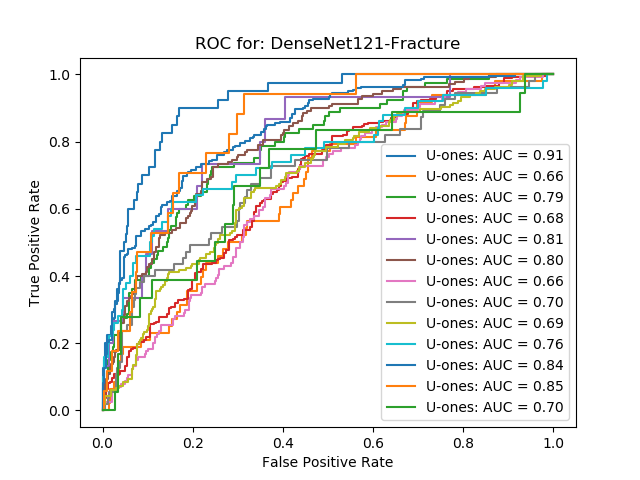 ROC for: DenseNet121-Fracture
True Positive Rate
1.0
0.8
0.6
0.4
0.2
0.0
U-ones: AUC = 0.91
U-ones: AUC = 0.66
U-ones: AUC = 0.79
U-ones: AUC = 0.68
U-ones: AUC = 0.81
U-ones: AUC = 0.80
U-ones: AUC = 0.66
U-ones: AUC = 0.70
U-ones: AUC = 0.69
U-ones: AUC = 0.76
U-ones: AUC = 0.84
U-ones: AUC = 0.85
U-ones: AUC = 0.70
0.0 0.2 0.4 0.6 0.8 1.0
False Positive Rate